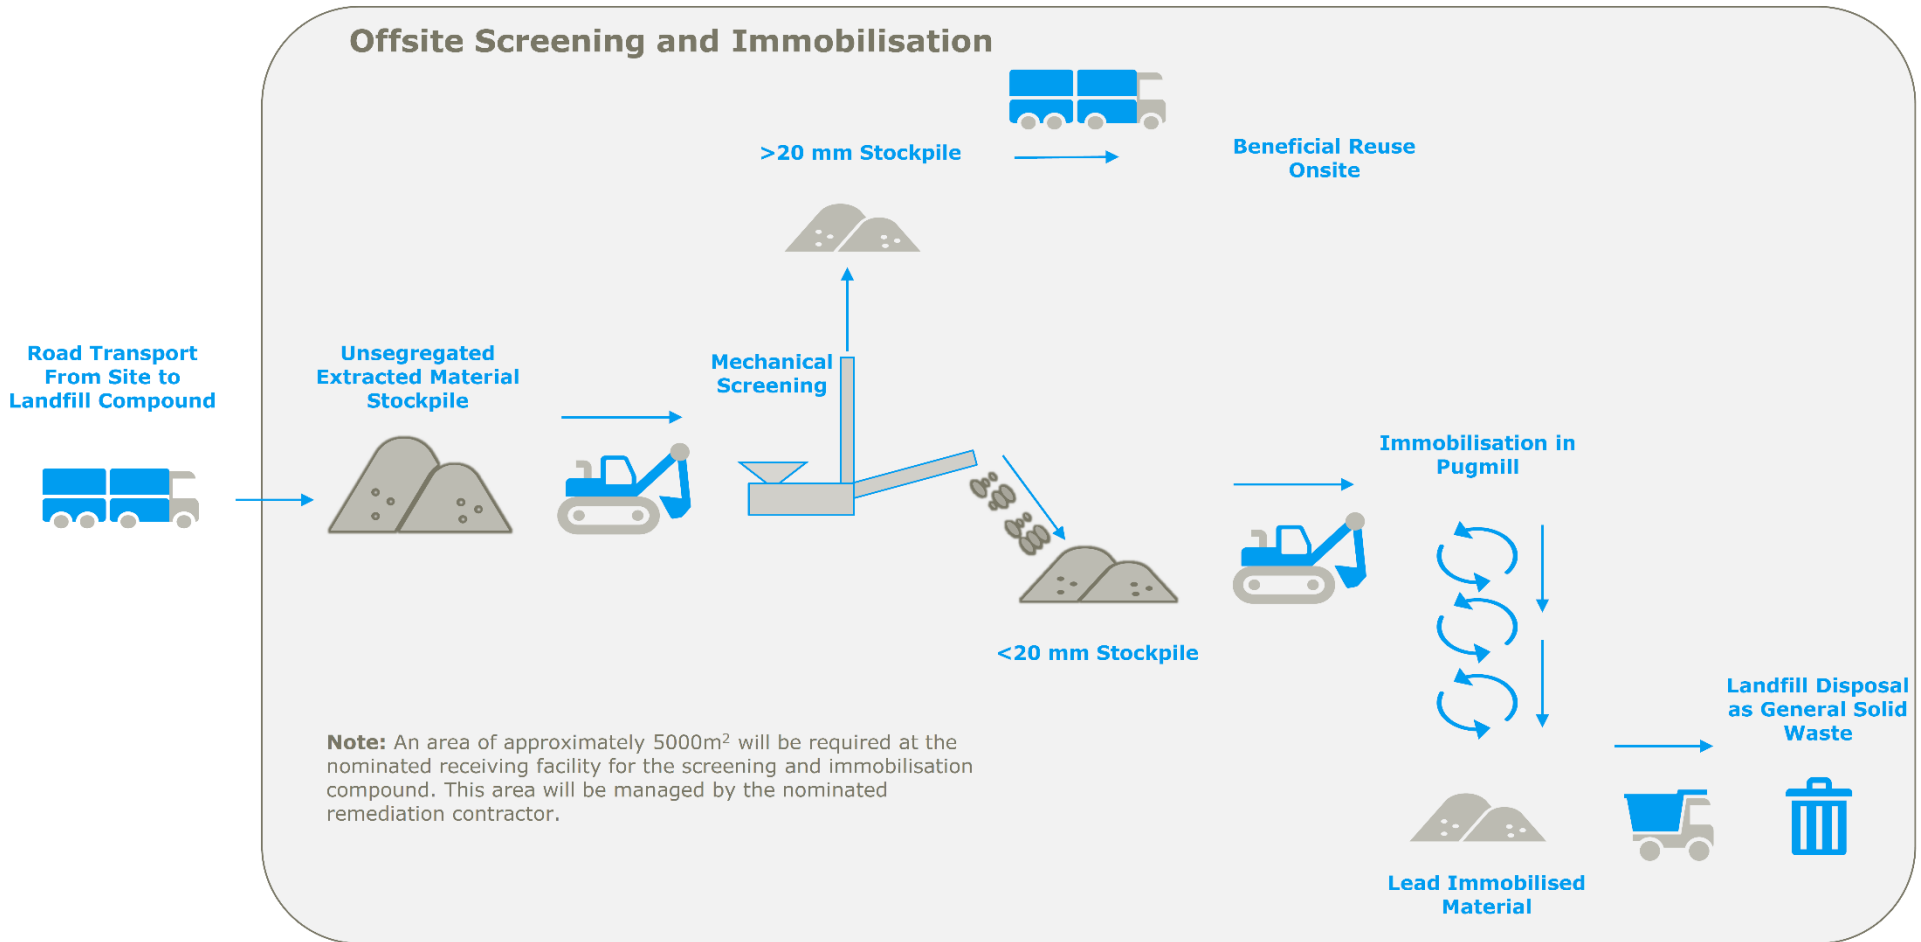 Offsite Screening and Immobilisation
>20 mm Stockpile
Beneficial Reuse
Onsite
Road Transport
From Site to
Landfill Compound
Unsegregated
Extracted Material
Stockpile
Mechanical
Screening
Immobilisation in
Pugmill
<20 mm Stockpile
Landfill Disposal
as General Solid
Waste
Note: An area of approximately 5000m² will be required at the
nominated receiving facility for the screening and immobilisation
compound. This area will be managed by the nominated
remediation contractor.
Lead Immobilised
Material